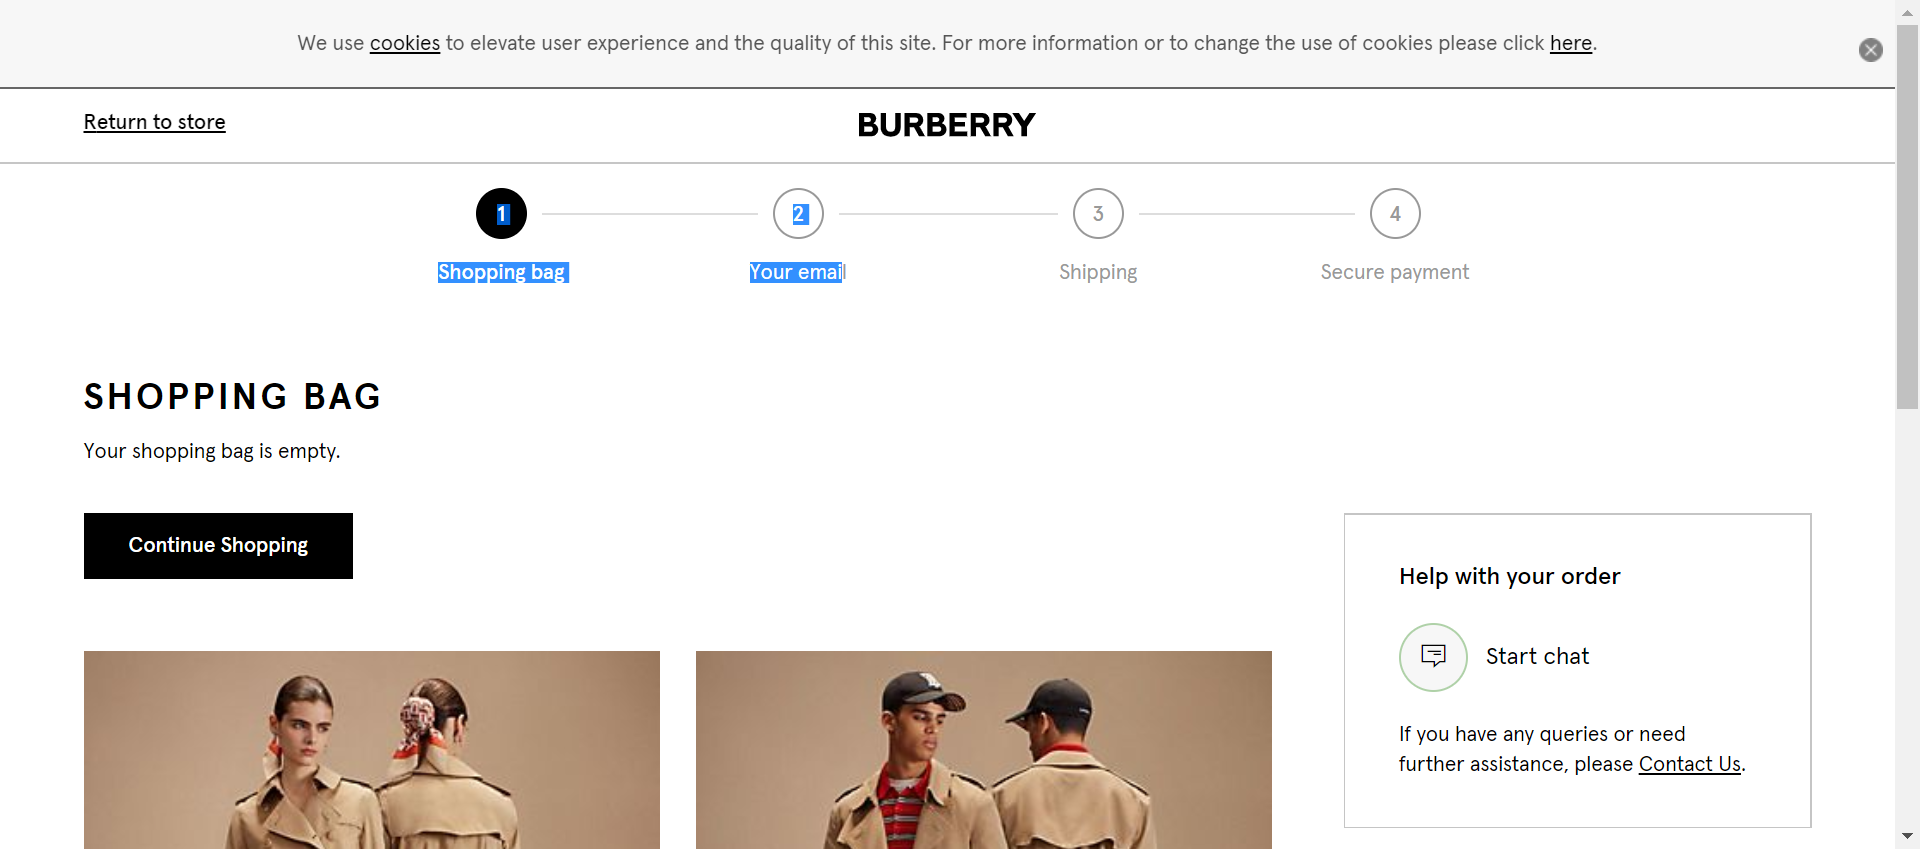 We use cookies to elevate user experience and the quality of this site. For more information or to change the use of cookies please click here.
Return to store
BURBERRY
1
2
3
4
Shopping bag
Your email
Shipping
Secure payment
SHOPPING BAG
Your shopping bag is empty.
Continue Shopping
Help with your order
Start chat
If you have any queries or need
further assistance, please Contact Us.